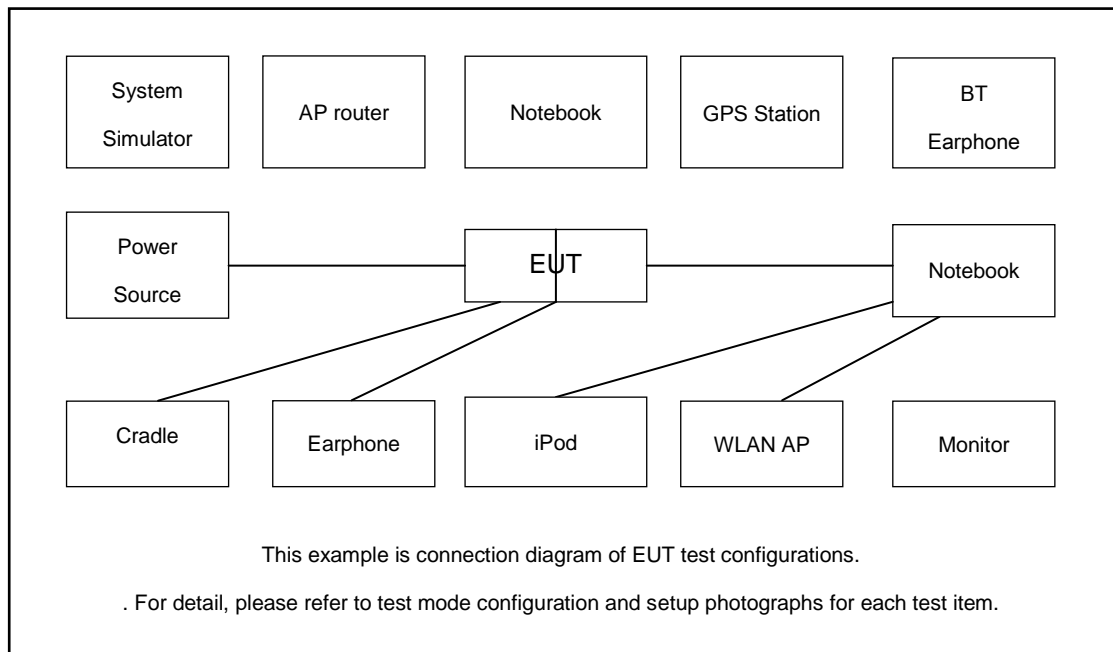 System
Simulator
AP router
Notebook
GPS Station
BT
Earphone
Power
Source
EUT
Notebook
Cradle
Earphone
iPod
WLAN AP
Monitor
This example is connection diagram of EUT test configurations.
. For detail, please refer to test mode configuration and setup photographs for each test item.